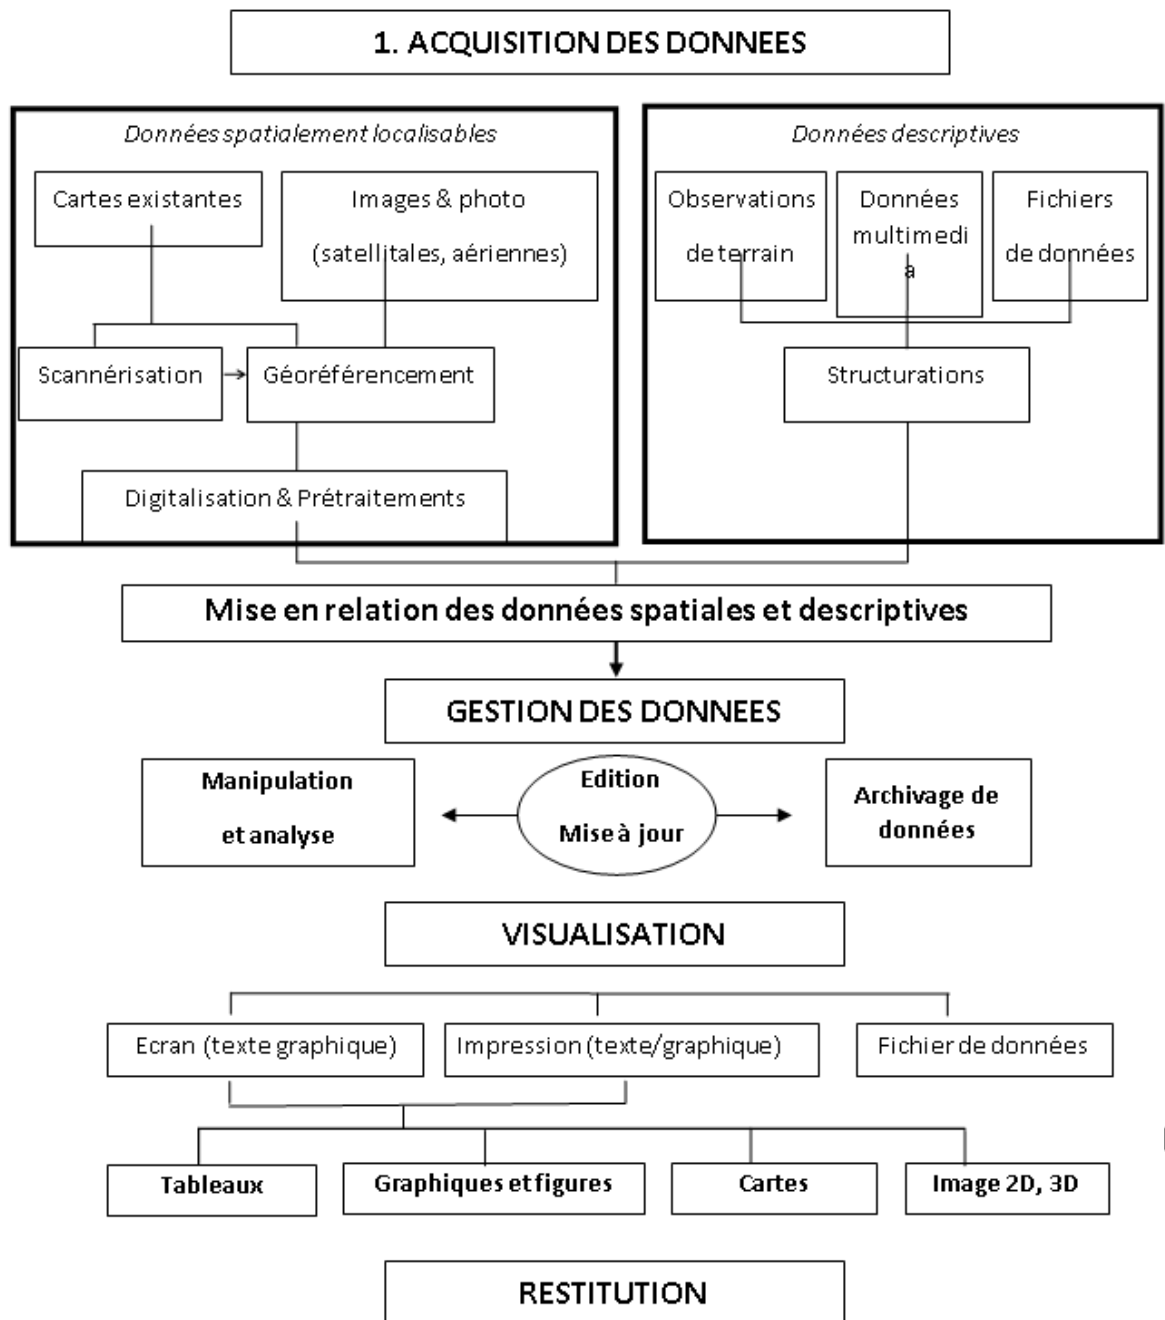 1. ACQUISITION DES DONNEES
Données spatialement localisables
Cartes existantes
Images & photo
(satellitales, aériennes)
Scannérisation
Géoréférencement
Digitalisation & Prétraitements
Données descriptives
Observations
de terrain
Données
multimedi
a
Fichiers
de données
Structurations
Mise en relation des données spatiales et descriptives
GESTION DES DONNEES
Manipulation
et analyse
Edition
Mise à jour
Archivage de
données
VISUALISATION
Ecran (texte graphique)
Impression (texte/graphique)
Fichier de données
Tableaux
Graphiques et figures
Cartes
Image 2D, 3D
RESTITUTION